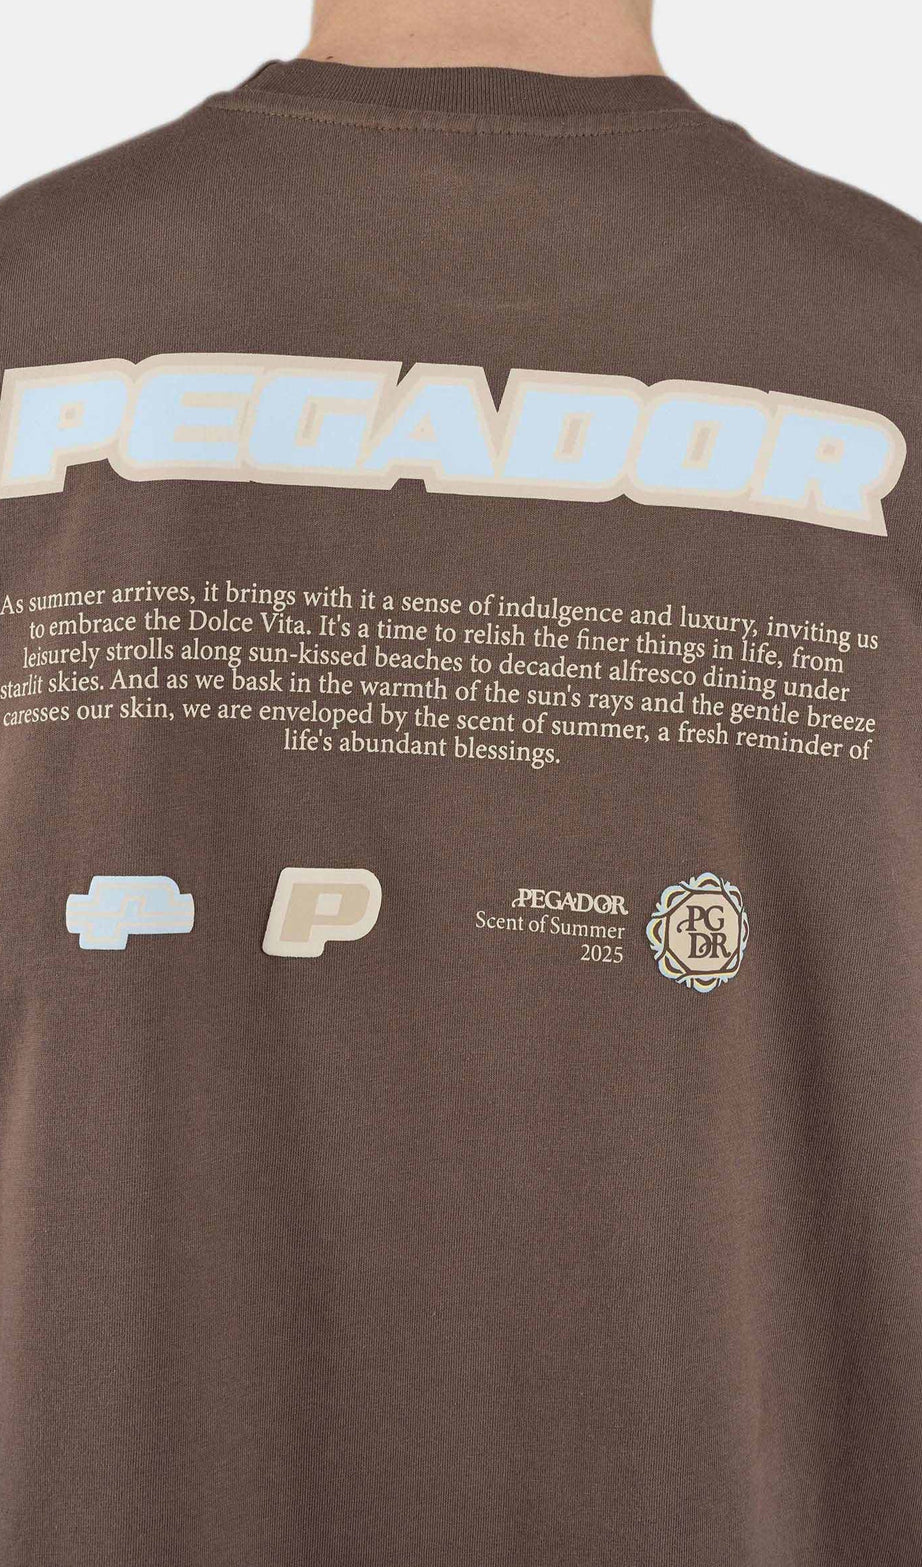 PEGADOR
As summer arrives, it brings with it a sense of indulgence and luxury, inviting us
to embrace the Dolce Vita. It's a time to relish the finer things in life, from
leisurely strolls along sun-kissed beaches to decadent alfresco dining under
starlit skies. And as we bask in the warmth of the sun's rays and the gentle breeze
caresses our skin, we are enveloped by the scent of summer, a fresh reminder of
life's abundant blessings.
P
PEGADOR
Scent of Summer
2025
PG
DR